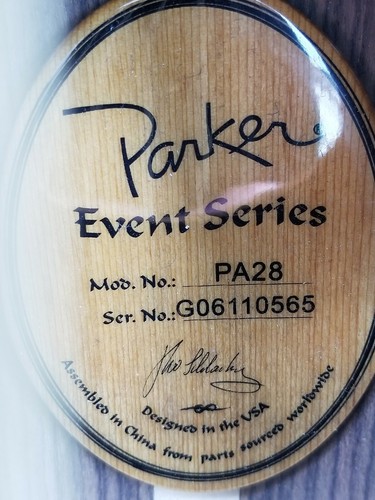 Parker®
Event Series
Mod. No.: PA28
Ser. No.: G06110565
Designed in the USA
Assembled in China from parts sourced worldwide